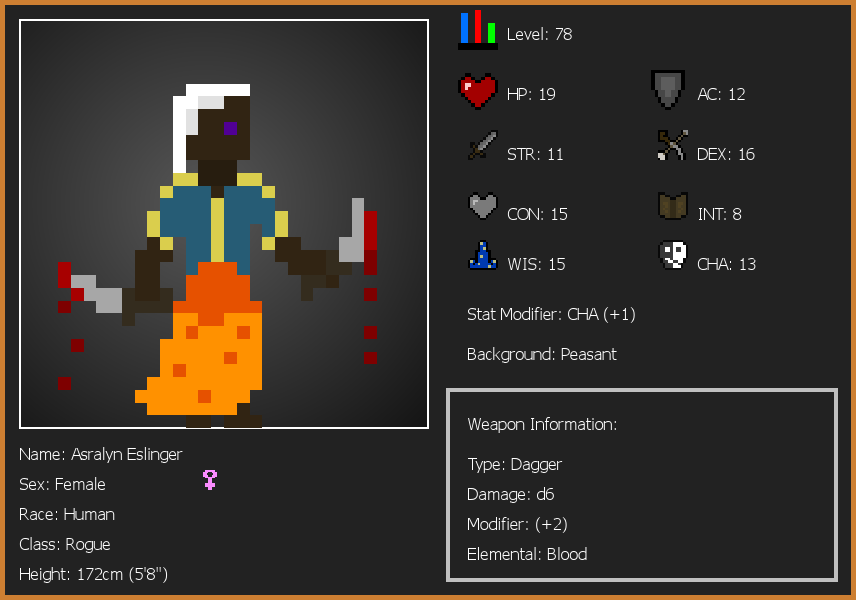 Level: 78
HP: 19
AC: 12
STR: 11
DEX: 16
CON: 15
INT: 8
WIS: 15
CHA: 13
Stat Modifier: CHA (+1)
Background: Peasant
Weapon Information:
Type: Dagger
Damage: d6
Modifier: (+2)
Elemental: Blood
Name: Asralyn Eslinger
Sex: Female
Race: Human
Class: Rogue
Height: 172cm (5'8")